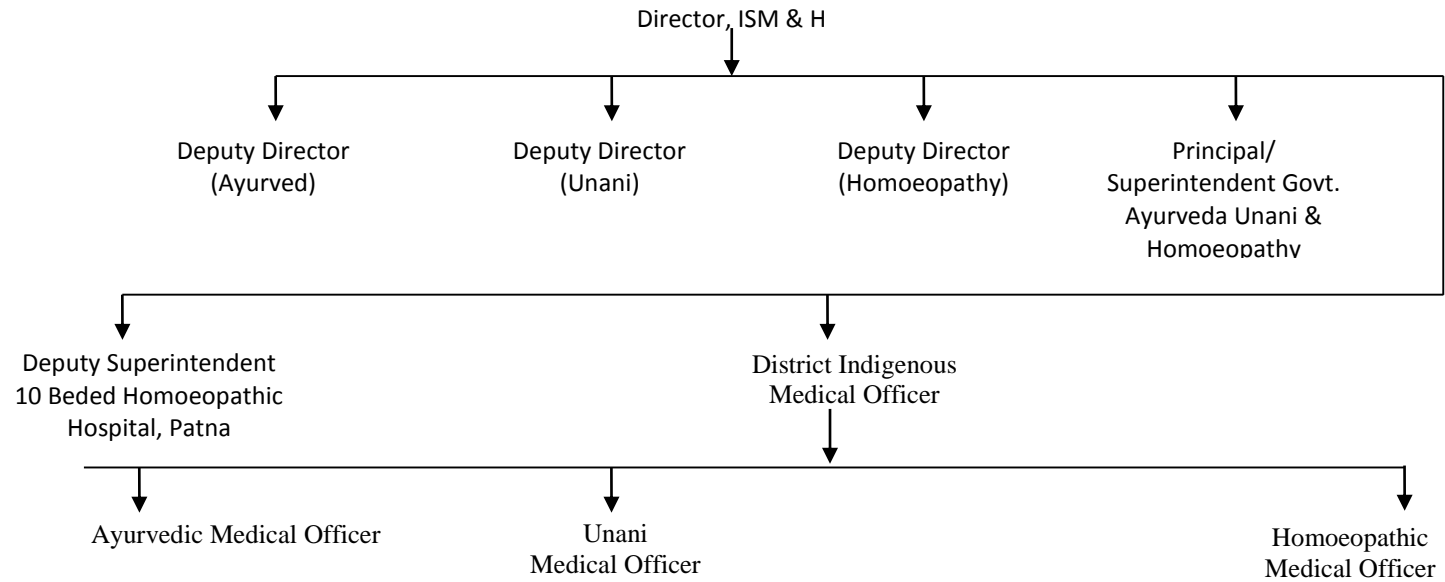 Director, ISM & H
Deputy Director
(Ayurved)
Deputy Director
(Unani)
Deputy Director
(Homoeopathy)
Principal/
Superintendent Govt.
Ayurveda Unani &
Homoeopathy
Deputy Superintendent
10 Beded Homoeopathic
Hospital, Patna
District Indigenous
Medical Officer
Ayurvedic Medical Officer
Unani
Medical Officer
Homoeopathic
Medical Officer